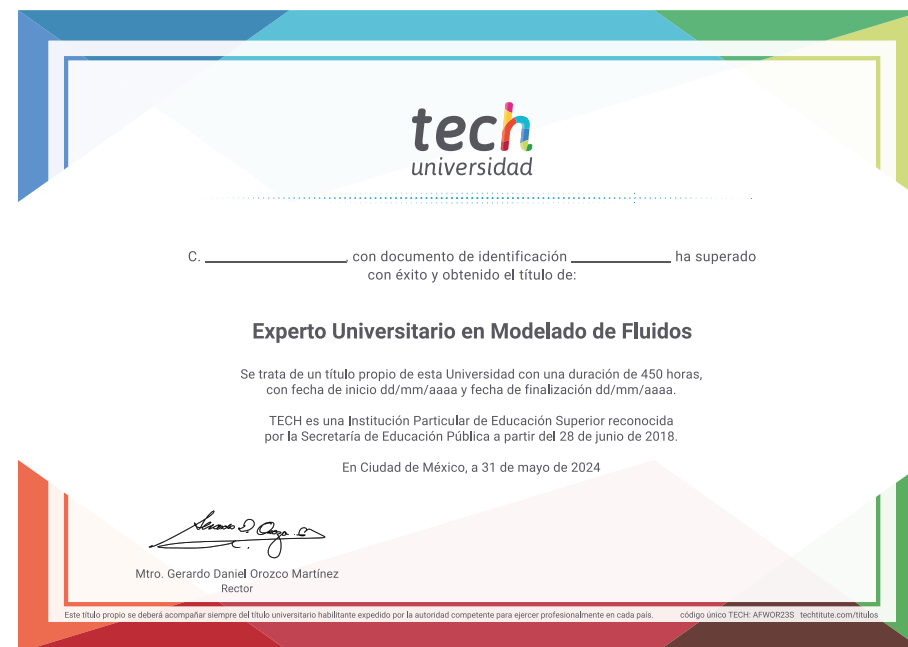 tech
universidad
C. ____________, con documento de identificación ____________ ha superado
con éxito y obtenido el título de:
Experto Universitario en Modelado de Fluidos
Se trata de un título propio de esta Universidad con una duración de 450 horas,
con fecha de inicio dd/mm/aaaa y fecha de finalización dd/mm/aaaa.
TECH es una Institución Particular de Educación Superior reconocida
por la Secretaría de Educación Pública a partir del 28 de junio de 2018.
En Ciudad de México, a 31 de mayo de 2024
Mtro. Gerardo Daniel Orozco Martínez
Rector
Este título propio se deberá acompañar siempre del título universitario habilitante expedido por la autoridad competente para ejercer profesionalmente en cada país. código único TECH: AFWOR23S techtitute.com/titulos